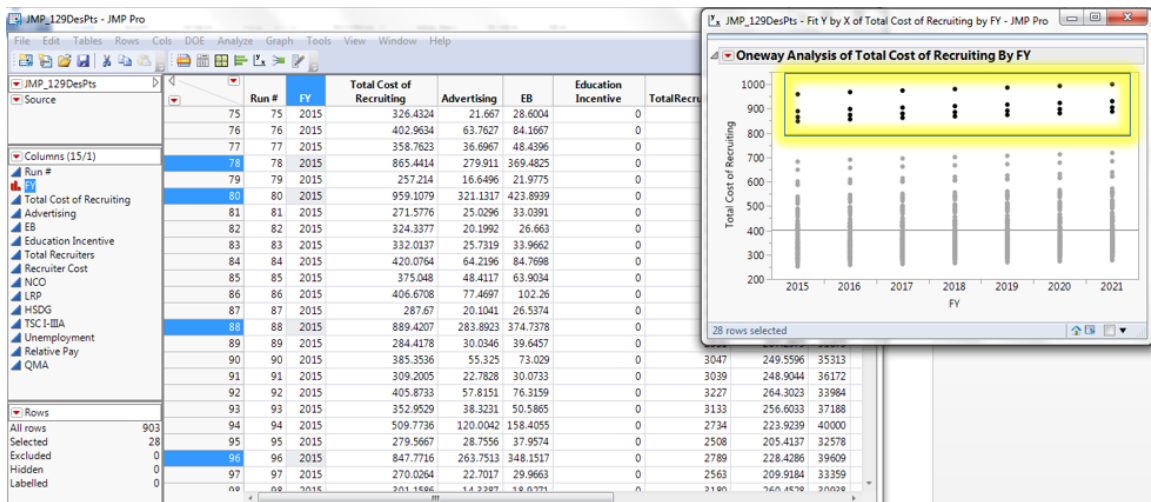 JMP_129DesPts - JMP Pro
File Edit Tables Rows Cols DOE Analyze Graph Tools View Window Help
JMP_129DesPts
Source
Columns (15/1)
Run #
FY
Total Cost of Recruiting
Advertising
EB
Education Incentive
Total Recruiters
Recruiter Cost
NCO
LRP
HSDG
TSC I-IIIA
Unemployment
Relative Pay
QMA
Rows
All rows 903
Selected 28
Excluded 0
Hidden 0
Labelled 0
Run # FY Total Cost of Recruiting Advertising EB Education Incentive TotalRecru
75 75 2015 326.4324 21.667 28.6004 0
76 76 2015 402.9634 63.7627 84.1667 0
77 77 2015 358.7623 36.6967 48.4396 0
78 78 2015 865.4414 279.911 369.4825 0
79 79 2015 257.214 16.6496 21.9775 0
80 80 2015 959.1079 321.1317 423.8939 0
81 81 2015 271.5776 25.0296 33.0391 0
82 82 2015 324.3377 20.1992 26.663 0
83 83 2015 332.0137 25.7319 33.9662 0
84 84 2015 420.0764 64.2196 84.7698 0
85 85 2015 375.048 48.4117 63.9034 0
86 86 2015 406.6708 77.4697 102.26 0
87 87 2015 287.67 20.1041 26.5374 0
88 88 2015 889.4207 283.8923 374.7378 0
89 89 2015 284.4178 30.0346 39.6457 0
90 90 2015 385.3536 55.325 73.029 0 3047 249.5596 35313
91 91 2015 309.2005 22.7828 30.0733 0 3039 248.9044 36172
92 92 2015 405.8733 57.8151 76.3159 0 3227 264.3023 33984
93 93 2015 352.9529 38.3231 50.5865 0 3133 256.6033 37188
94 94 2015 509.7736 120.0042 158.4055 0 2734 223.9239 40000
95 95 2015 279.5667 28.7556 37.9574 0 2508 205.4137 32578
96 96 2015 847.7716 263.7513 348.1517 0 2789 228.4286 39609
97 97 2015 270.0264 22.7017 29.9663 0 2563 209.9184 33359
JMP_129DesPts - Fit Y by X of Total Cost of Recruiting by FY - JMP Pro
Oneway Analysis of Total Cost of Recruiting By FY
Total Cost of Recruiting
1000
900
800
700
600
500
400
300
200
2015 2016 2017 2018 2019 2020 2021
FY
28 rows selected